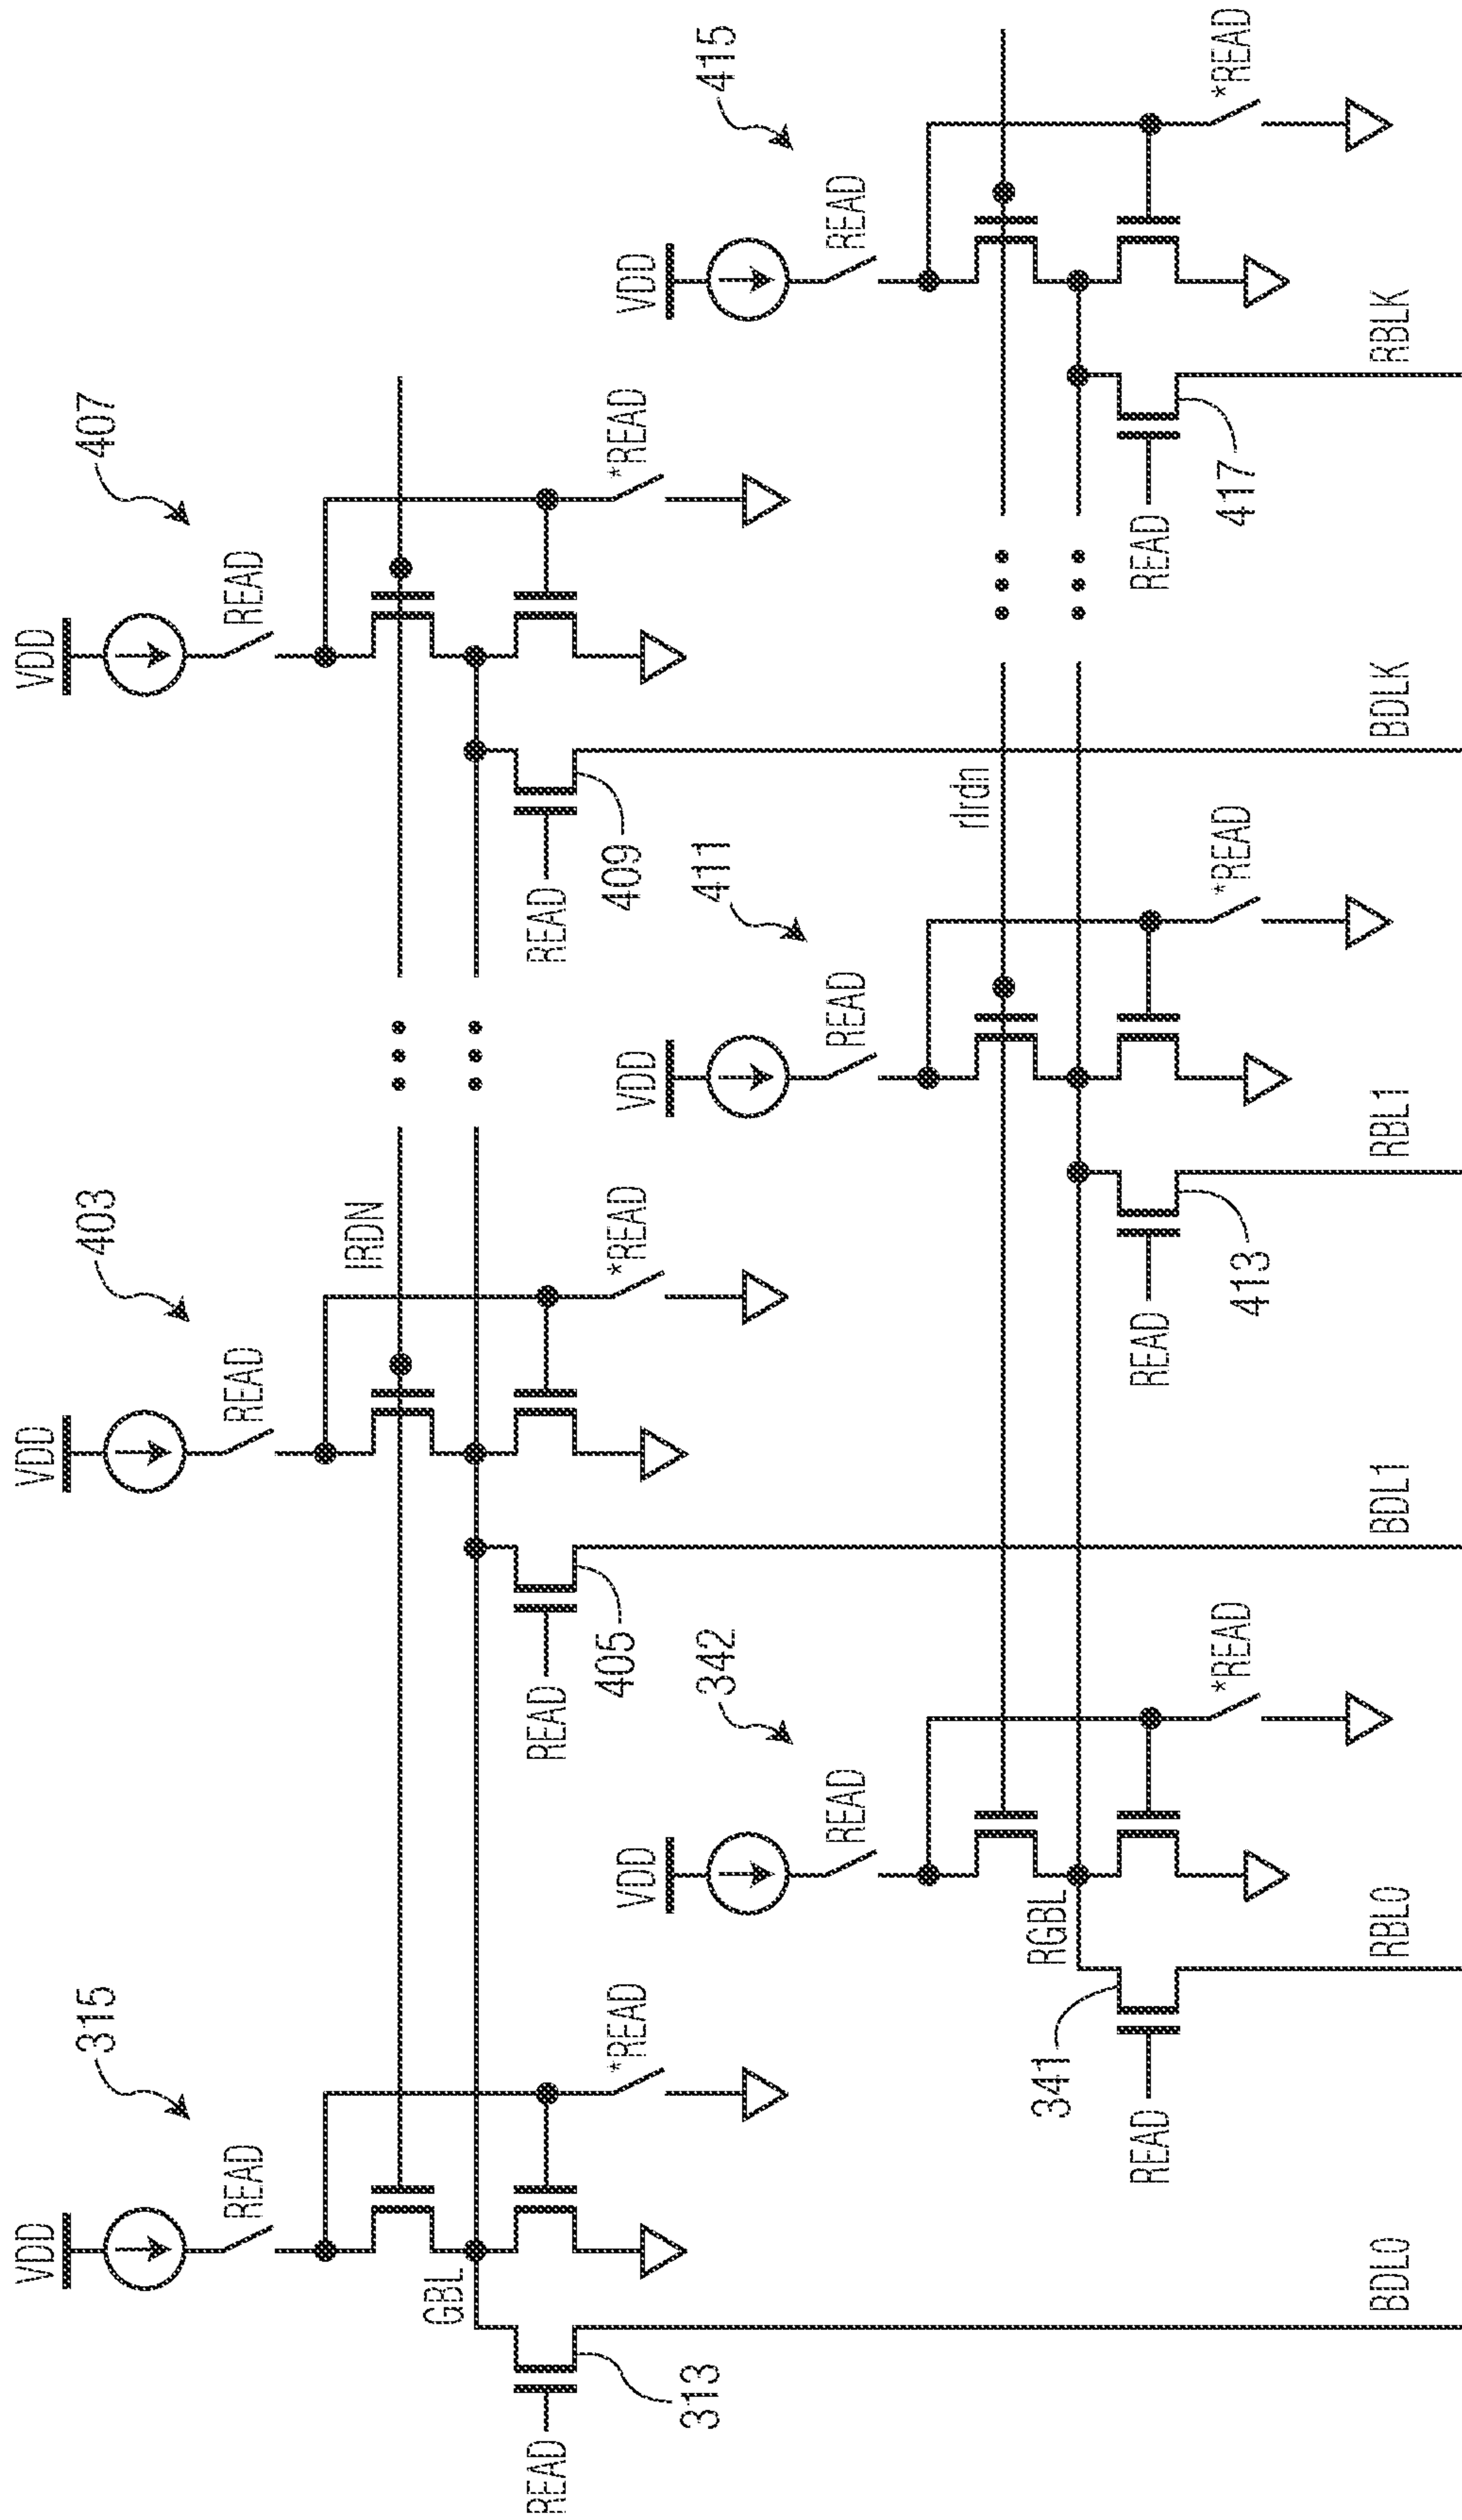 VDD
VDD
VDD
315
403
407
READ
READ
READ
IRDN
GBL
READ
READ
READ
*READ
405
*READ
409
*READ
313
VDD
VDD
VDD
342
411
415
READ
READ
READ
rlrdn
341
RGBL
READ
READ
READ
*READ
413
*READ
417
*READ
BDL0
RBL0
BDL1
RBL1
BDLK
RBLK